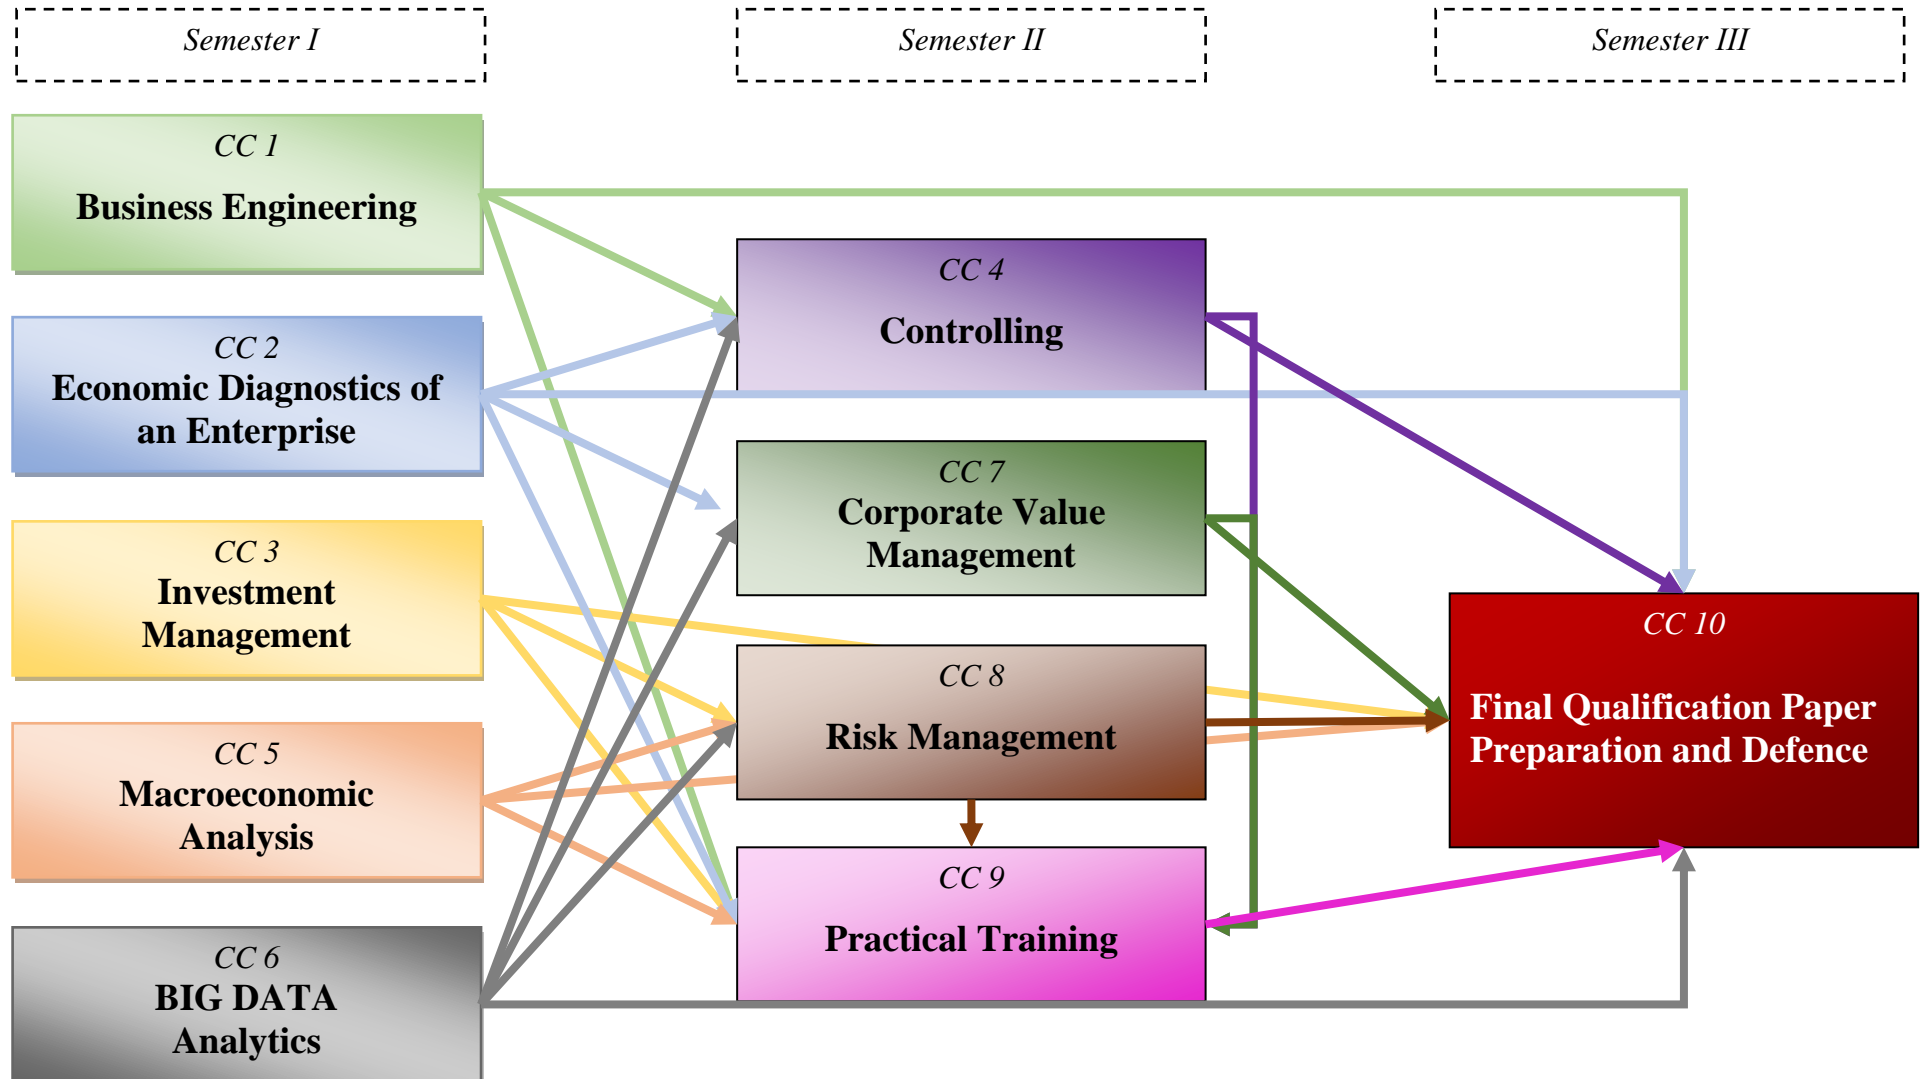 Semester I
Semester II
Semester III
CC 1
Business Engineering
CC 2
Economic Diagnostics of
an Enterprise
CC 3
Investment
Management
CC 5
Macroeconomic
Analysis
CC 6
BIG DATA
Analytics
CC 4
Controlling
CC 7
Corporate Value
Management
CC 8
Risk Management
CC 9
Practical Training
CC 10
Final Qualification Paper
Preparation and Defence